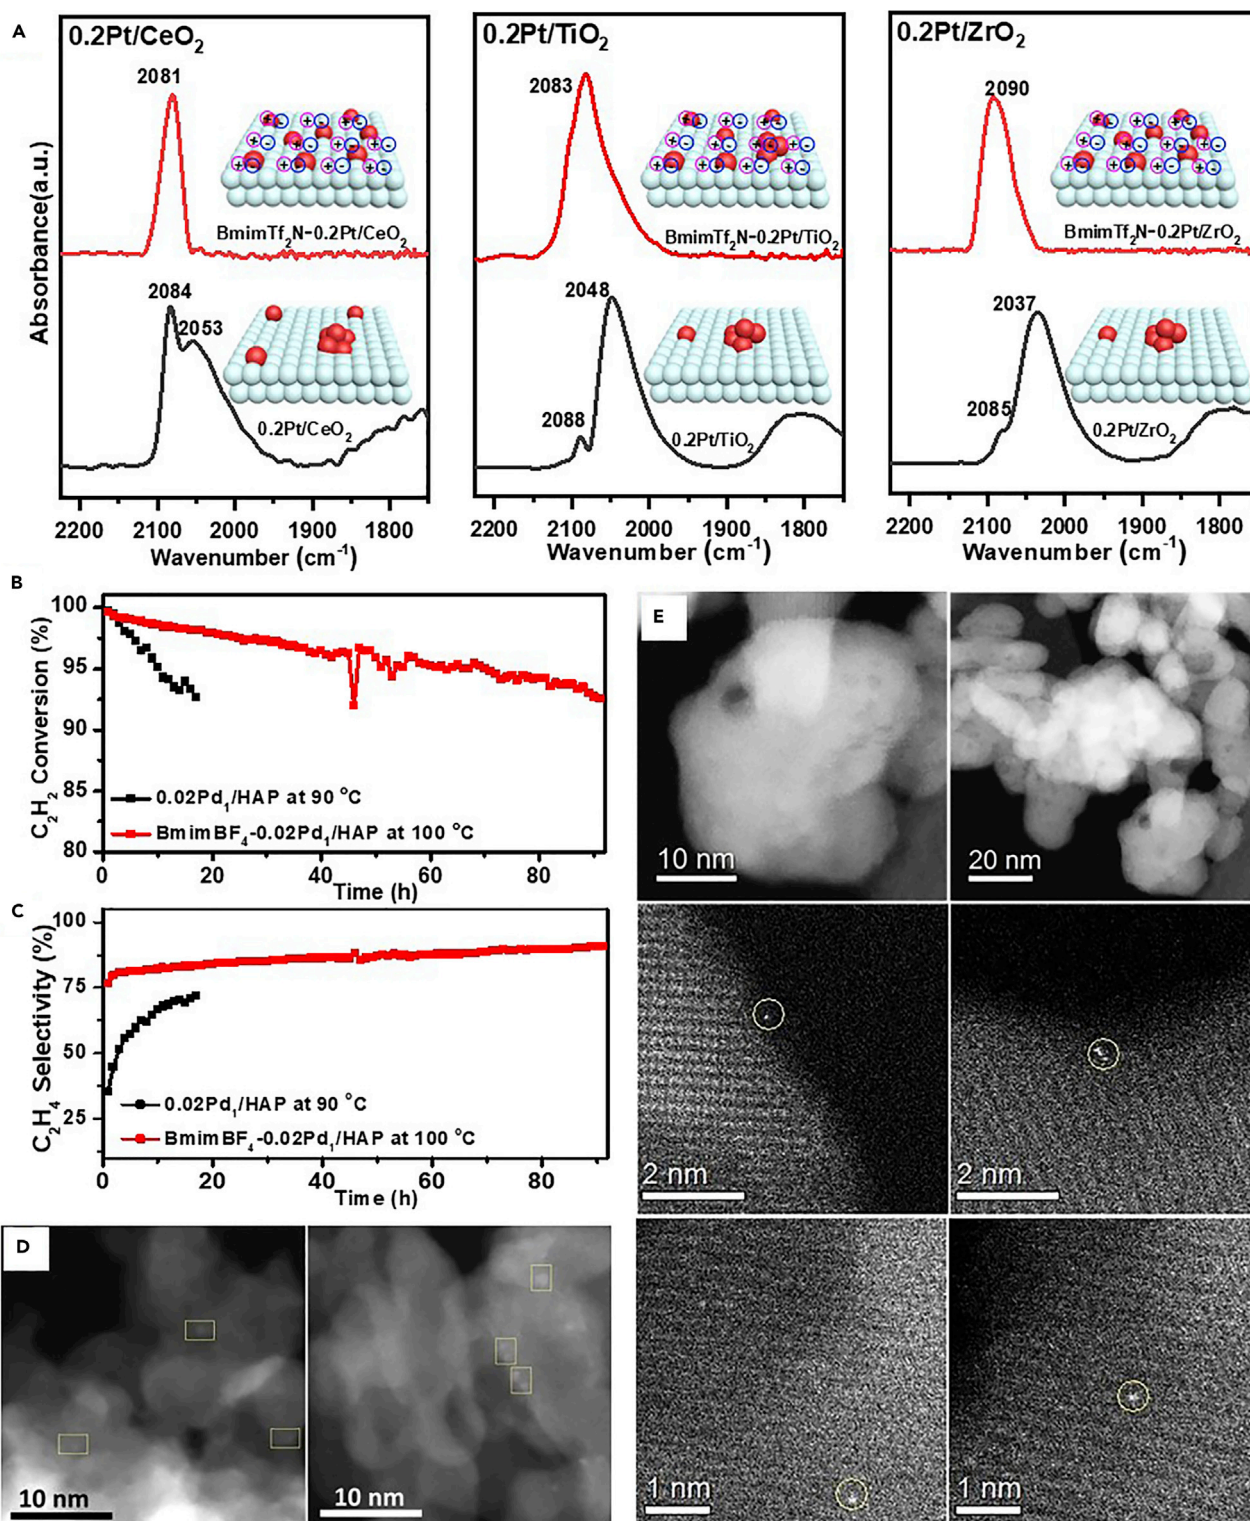 A
0.2Pt/CeO2
2081
BmimTf2N-0.2Pt/CeO2
2084
2053
0.2Pt/CeO2
0.2Pt/TiO2
2083
BmimTf2N-0.2Pt/TiO2
2048
2088
0.2Pt/TiO2
0.2Pt/ZrO2
2090
BmimTf2N-0.2Pt/ZrO2
2037
2085
0.2Pt/ZrO2
Absorbance(a.u.)
2200 2100 2000 1900 1800
Wavenumber (cm-1)
2200 2100 2000 1900 1800
Wavenumber (cm-1)
2200 2100 2000 1900 1800
Wavenumber (cm-1)
B
C2H2 Conversion (%)
100
95
90
85
80
0.02Pd1/HAP at 90 °C
BmimBF4-0.02Pd1/HAP at 100 °C
0 20 40 60 80
Time (h)
C
C2H4 Selectivity (%)
100
75
50
25
0.02Pd1/HAP at 90 °C
BmimBF4-0.02Pd1/HAP at 100 °C
0 20 40 60 80
Time (h)
D
10 nm
10 nm
E
10 nm
20 nm
2 nm
2 nm
1 nm
1 nm